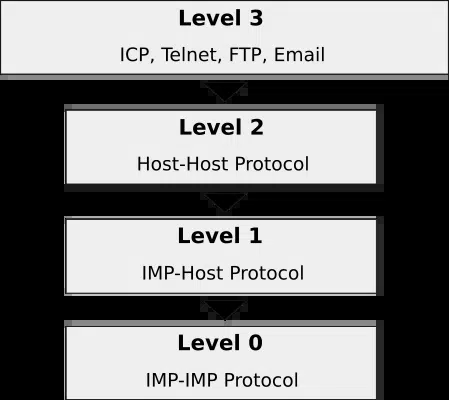 Level 3
ICP, Telnet, FTP, Email
Level 2
Host-Host Protocol
Level 1
IMP-Host Protocol
Level 0
IMP-IMP Protocol